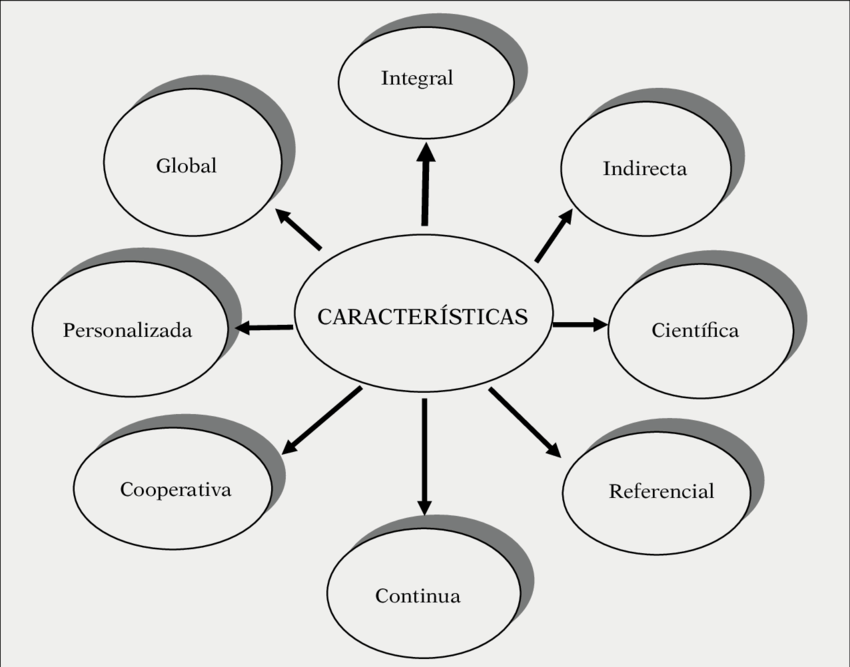 Integral
Global
Indirecta
CARACTERÍSTICAS
Personalizada
Científica
Cooperativa
Referencial
Continua